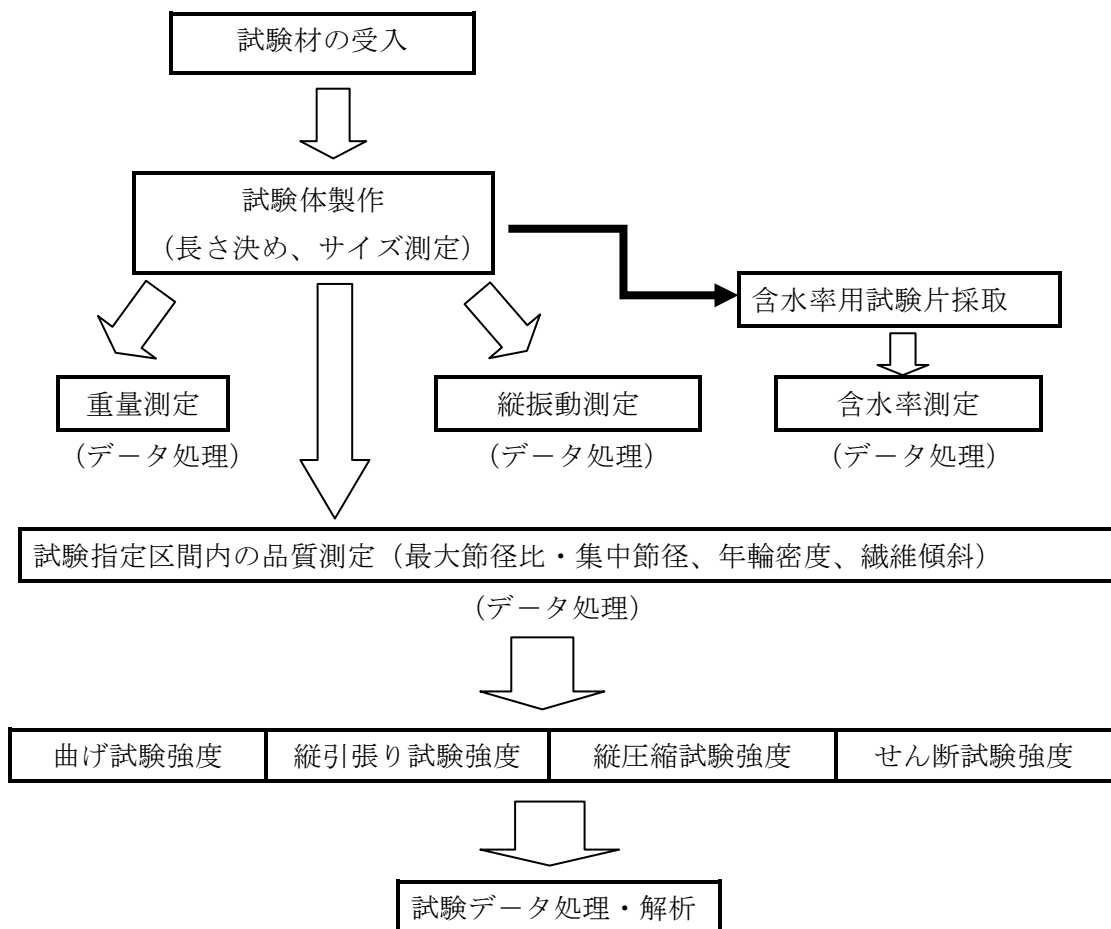 試験材の受入
試験体製作
（長さ決め、サイズ測定）
含水率用試験片採取
重量測定
縦振動測定
含水率測定
（データ処理）
（データ処理）
（データ処理）
試験指定区間内の品質測定（最大節径比・集中節径、年輪密度、繊維傾斜）
（データ処理）
曲げ試験強度
縦引張り試験強度
縦圧縮試験強度
せん断試験強度
試験データ処理・解析